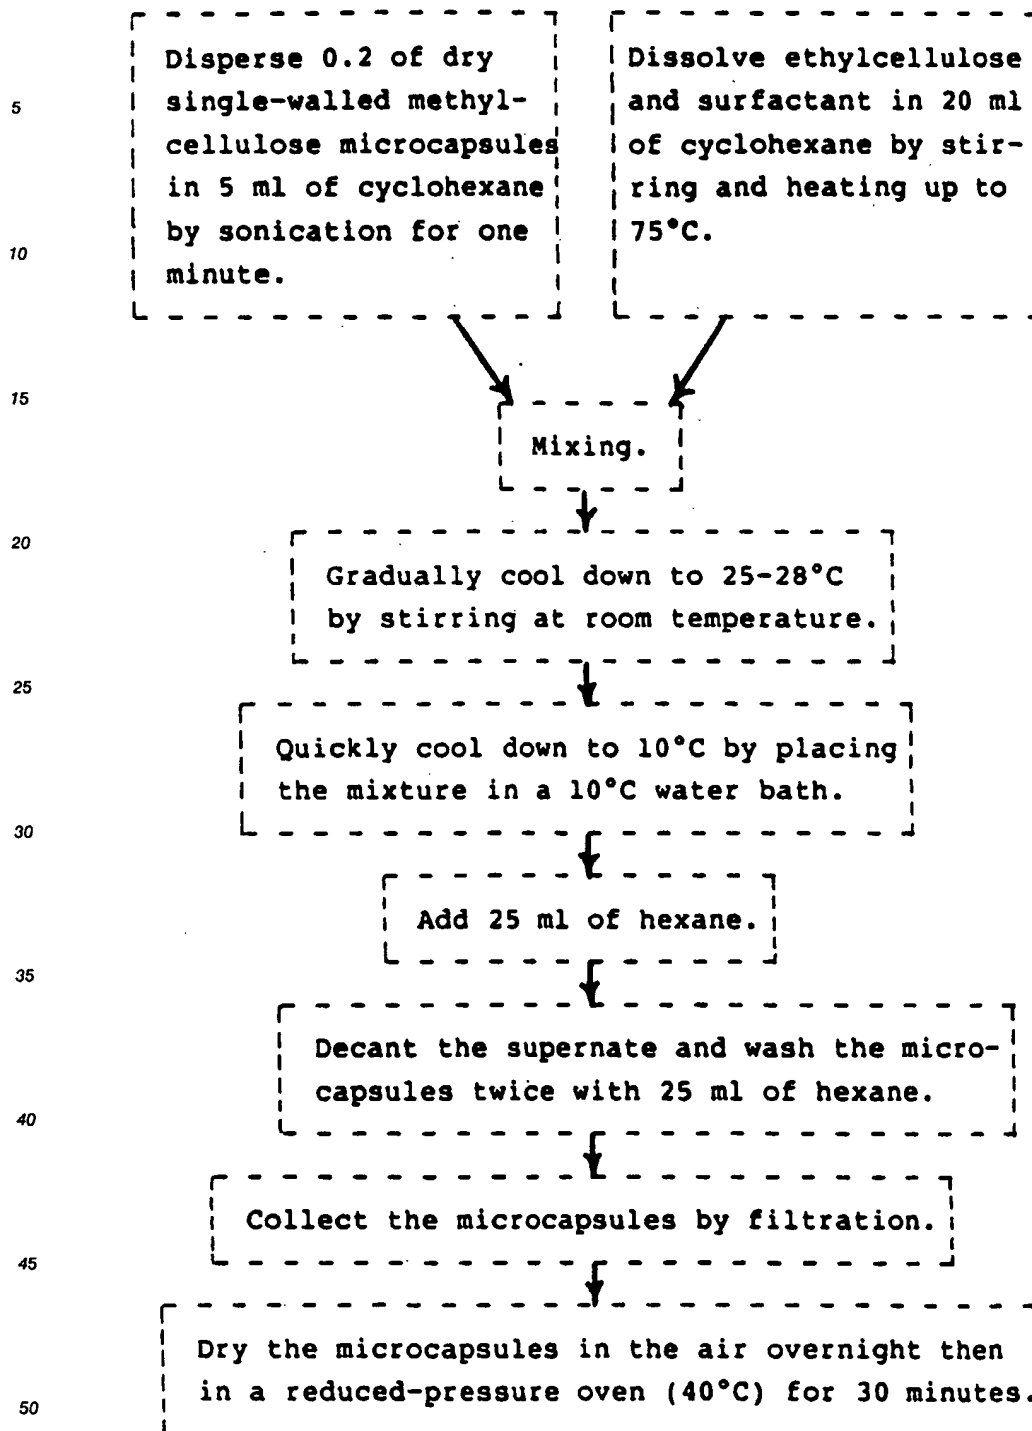 Disperse 0.2 of dry
single-walled methyl-
cellulose microcapsules
in 5 ml of cyclohexane
by sonication for one
minute.
Dissolve ethylcellulose
and surfactant in 20 ml
of cyclohexane by stir-
ring and heating up to
75°C.
5
10
15
Mixing.
20
Gradually cool down to 25-28°C
by stirring at room temperature.
25
Quickly cool down to 10°C by placing
the mixture in a 10°C water bath.
30
Add 25 ml of hexane.
35
Decant the supernate and wash the micro-
capsules twice with 25 ml of hexane.
40
Collect the microcapsules by filtration.
45
Dry the microcapsules in the air overnight then
in a reduced-pressure oven (40°C) for 30 minutes.
50